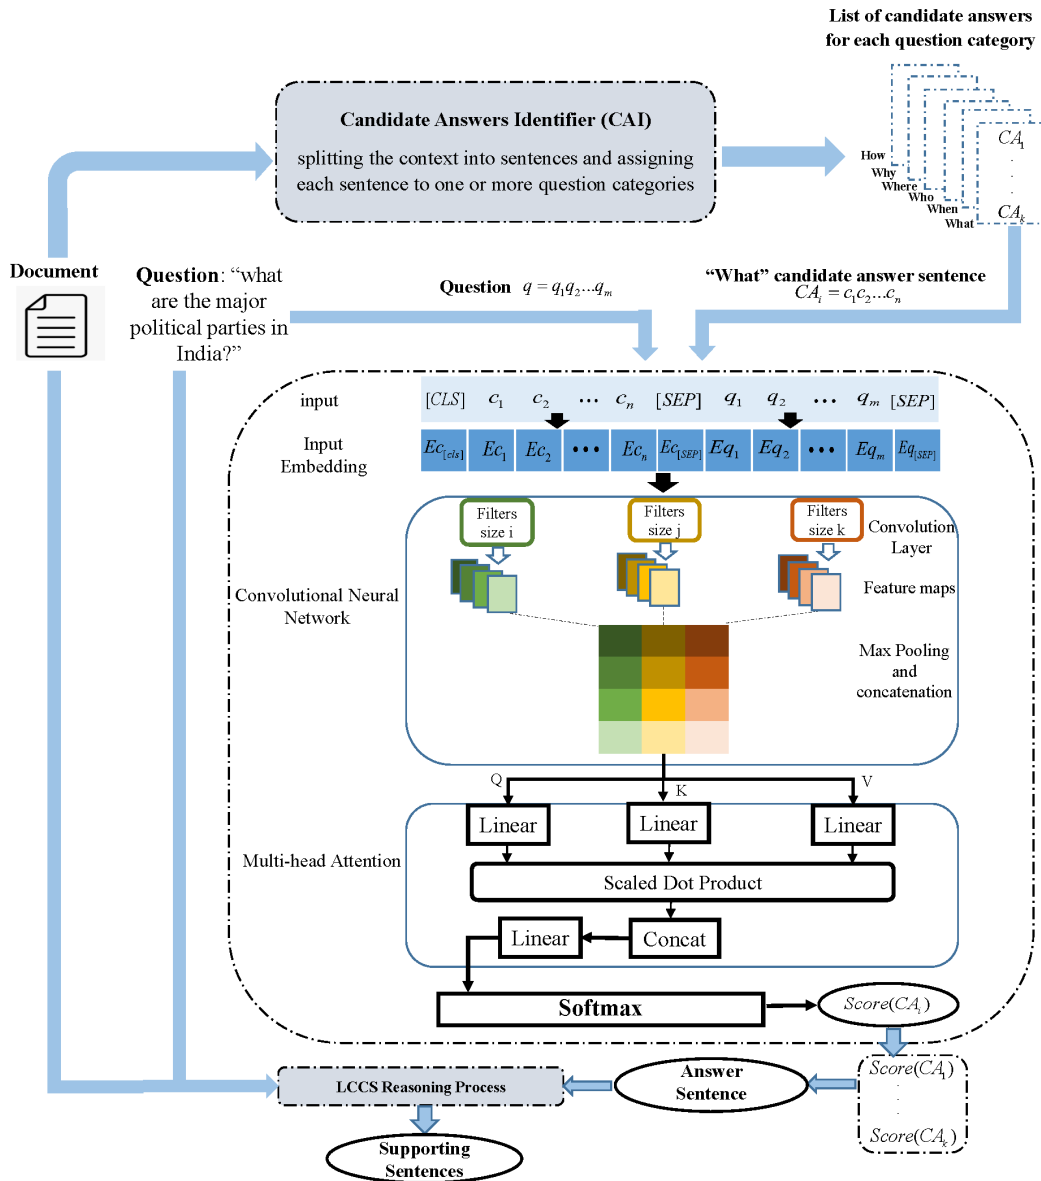 List of candidate answers
for each question category
Candidate Answers Identifier (CAI)
splitting the context into sentences and assigning
each sentence to one or more question categories
How
Why
Where
Who
When
What
CA₁
.
.
.
CAₖ
Document
Question: “what
are the major
political parties in
India?”
Question q = q₁q₂...qₘ
“What” candidate answer sentence
CAᵢ = c₁c₂...cₙ
input
[CLS] c₁ c₂ ... cₙ [SEP] q₁ q₂ ... qₘ [SEP]
Input
Embedding
Ec[cls] Ec₁ Ec₂ ... Ecₙ Ec[SEP] Eq₁ Eq₂ ... Eqₘ Eq[SEP]
Filters
size i
Filters
size j
Filters
size k
Convolution
Layer
Feature maps
Convolutional Neural
Network
Max Pooling
and
concatenation
Q
K
V
Linear
Linear
Linear
Multi-head Attention
Scaled Dot Product
Linear
Concat
Softmax
Score(CAᵢ)
Score(CA₁)
.
.
.
Score(CAₖ)
Answer
Sentence
LCCS Reasoning Process
Supporting
Sentences